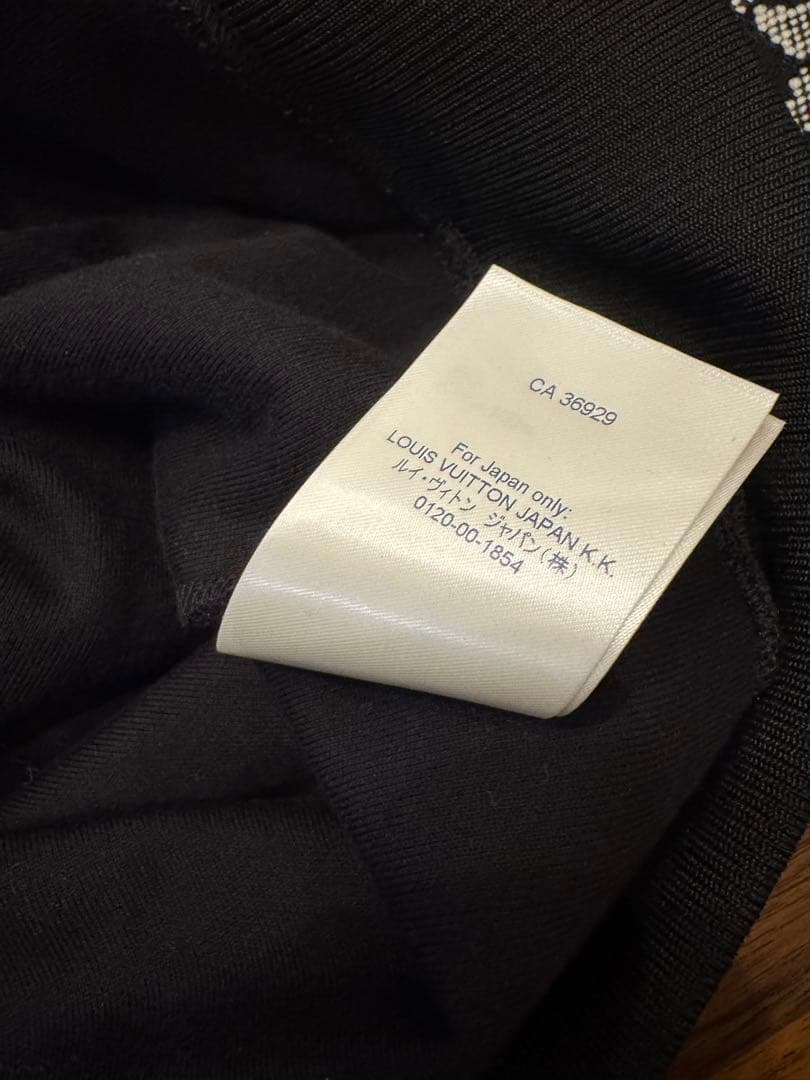 CA 36929
For Japan only:
LOUIS VUITTON JAPAN K.K.
ルイ・ヴィトン ジャパン(株)
0120-00-1854